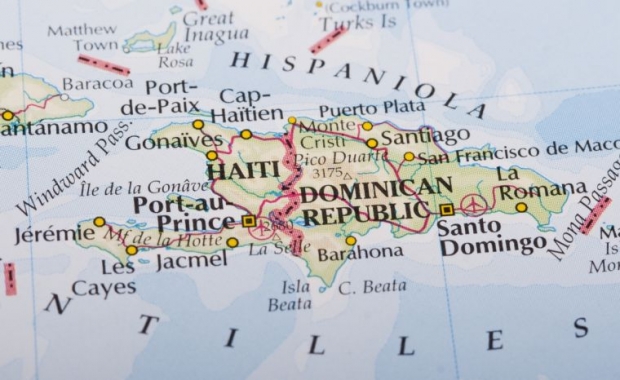 (Cockburn Town)
Great
Inagua
Turks Is
Matthew
Town
Lake
Rosa
HISPANIOLA
Baracoa
Port-
de-Paix
Cap-
Haïtien
Puerto Plata
Monte
Cristi
Santiago
antánamo
Gonaïves
Pico Duarte
3175
San Francisco de Maco
Windward Pass.
HAITI
La
Romana
Île de la Gonâve
DOMINICAN
REPUBLIC
Port-au-
Prince
Mona Passage
Jérémie
Mt de la Hotte
La Selle
Santo
Domingo
Les
Cayes
Jacmel
Barahona
Isla
Beata
C. Beata
NTILLES